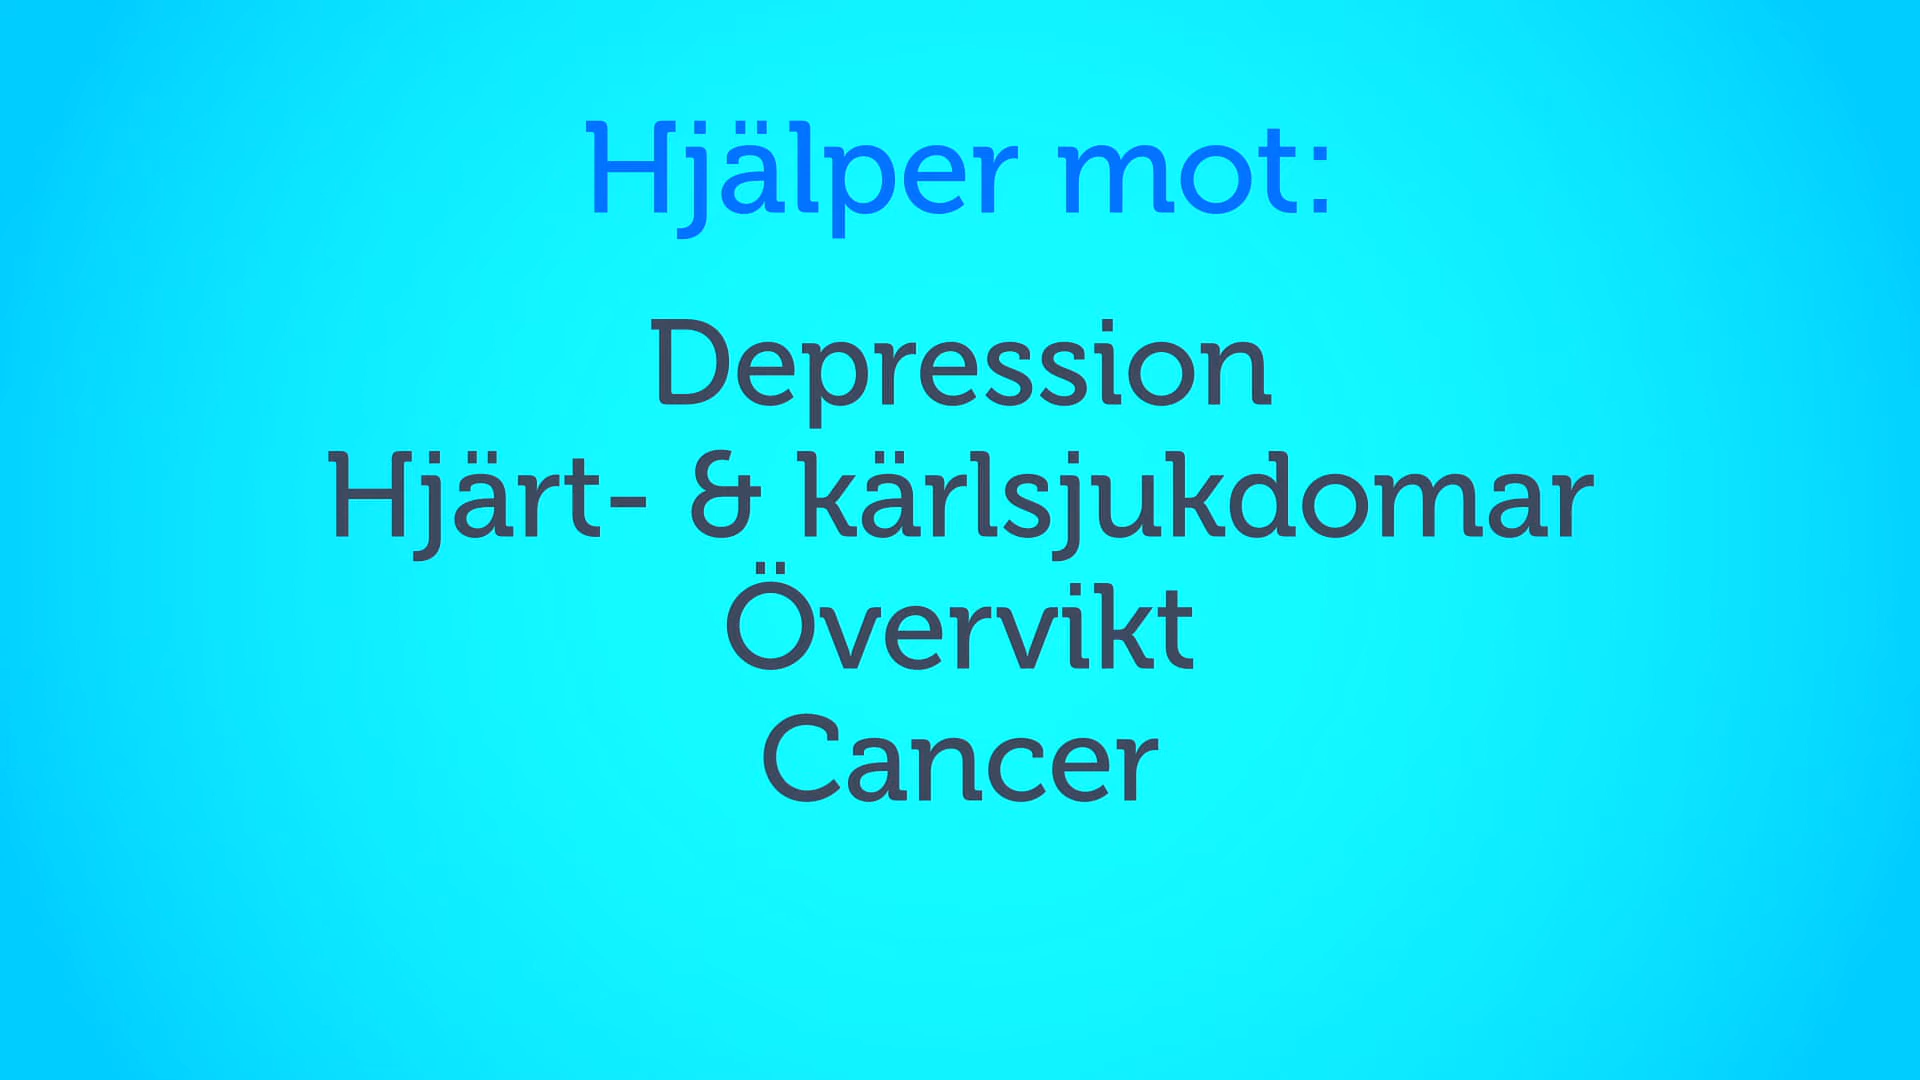 Hjälper mot:
Depression
Hjärt- & kärlsjukdomar
Övervikt
Cancer